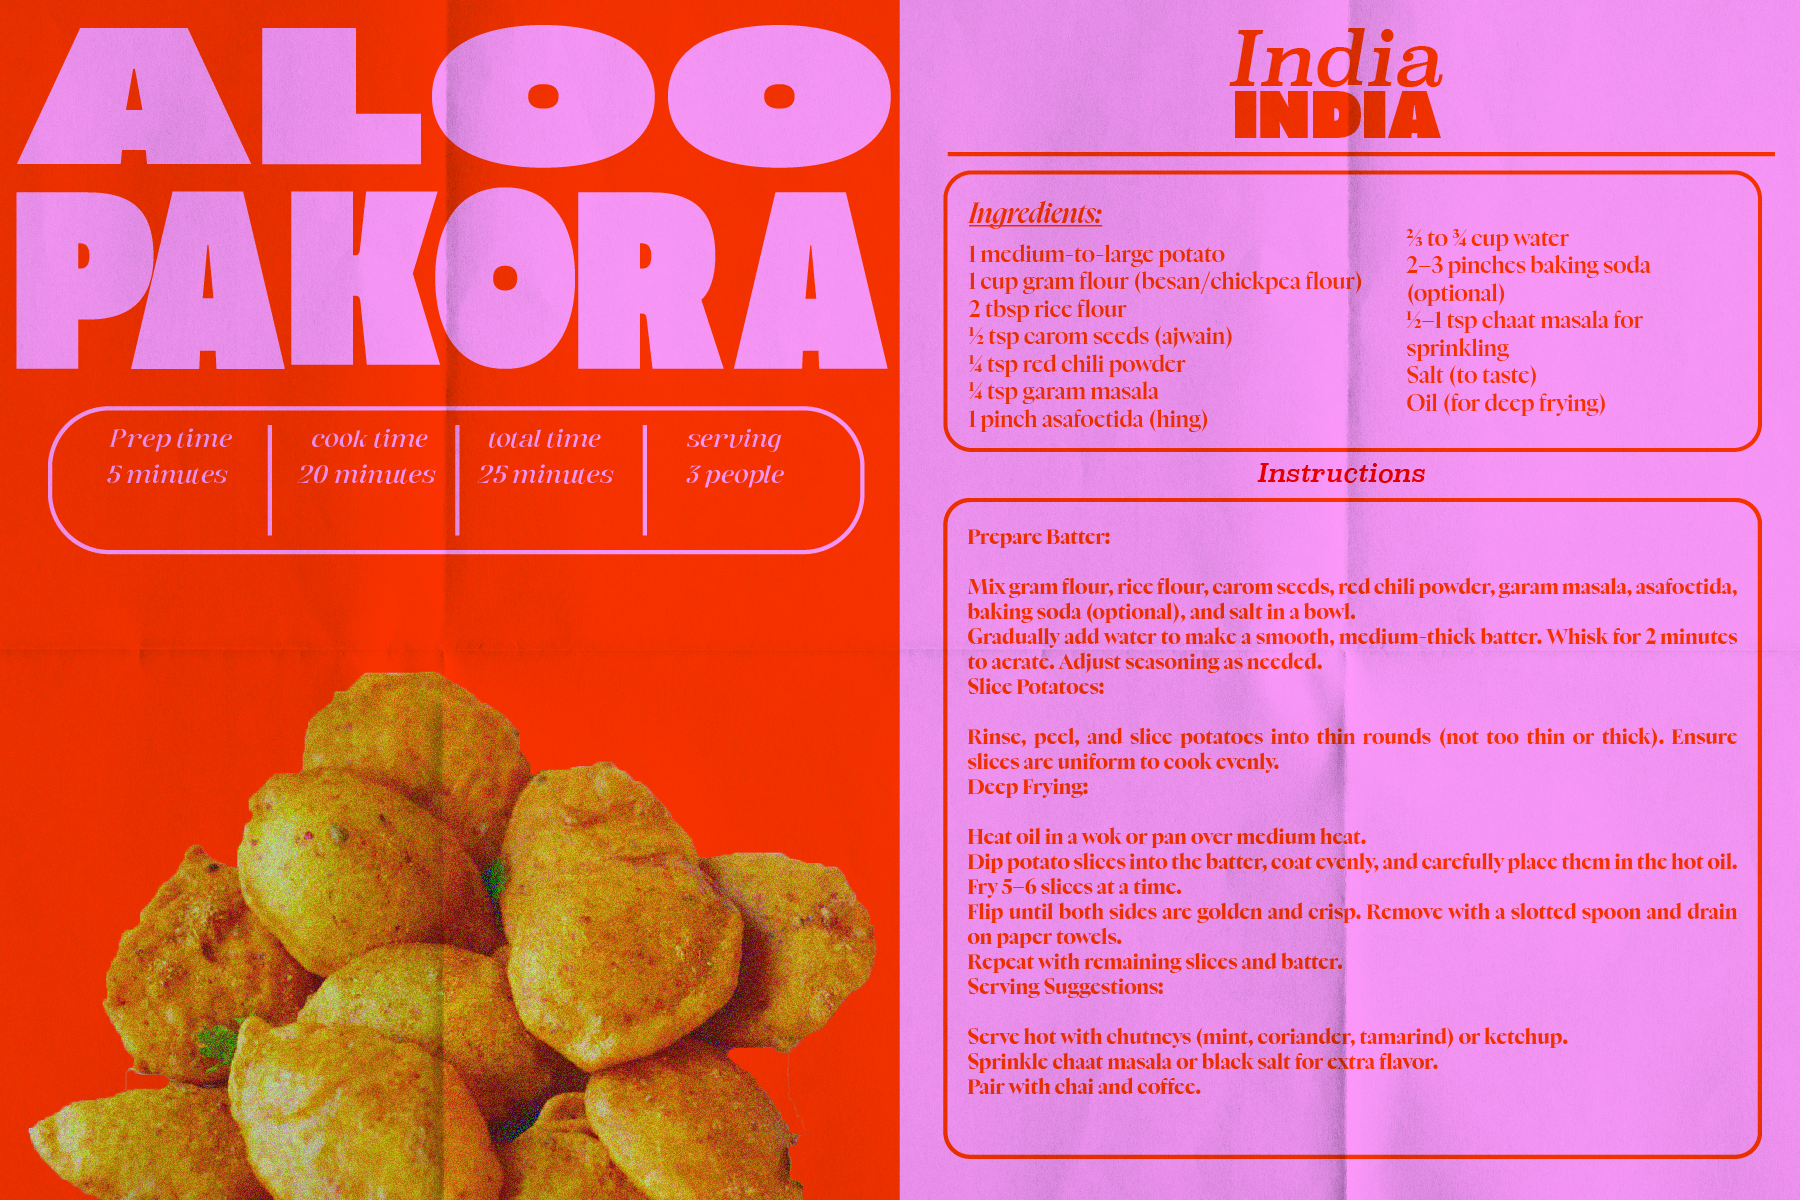 ALOO
PAKORA
Prep time
5 minutes
cook time
20 minutes
total time
25 minutes
serving
3 people
India
INDIA
Ingredients:
1 medium-to-large potato
1 cup gram flour (besan/chickpea flour)
2 tbsp rice flour
½ tsp carom seeds (ajwain)
¼ tsp red chili powder
¼ tsp garam masala
1 pinch asafoetida (hing)
⅔ to ¾ cup water
2–3 pinches baking soda
(optional)
½–1 tsp chaat masala for
sprinkling
Salt (to taste)
Oil (for deep frying)
Instructions
Prepare Batter:
Mix gram flour, rice flour, carom seeds, red chili powder, garam masala, asafoetida,
baking soda (optional), and salt in a bowl.
Gradually add water to make a smooth, medium-thick batter. Whisk for 2 minutes
to aerate. Adjust seasoning as needed.
Slice Potatoes:
Rinse, peel, and slice potatoes into thin rounds (not too thin or thick). Ensure
slices are uniform to cook evenly.
Deep Frying:
Heat oil in a wok or pan over medium heat.
Dip potato slices into the batter, coat evenly, and carefully place them in the hot oil.
Fry 5–6 slices at a time.
Flip until both sides are golden and crisp. Remove with a slotted spoon and drain
on paper towels.
Repeat with remaining slices and batter.
Serving Suggestions:
Serve hot with chutneys (mint, coriander, tamarind) or ketchup.
Sprinkle chaat masala or black salt for extra flavor.
Pair with chai and coffee.